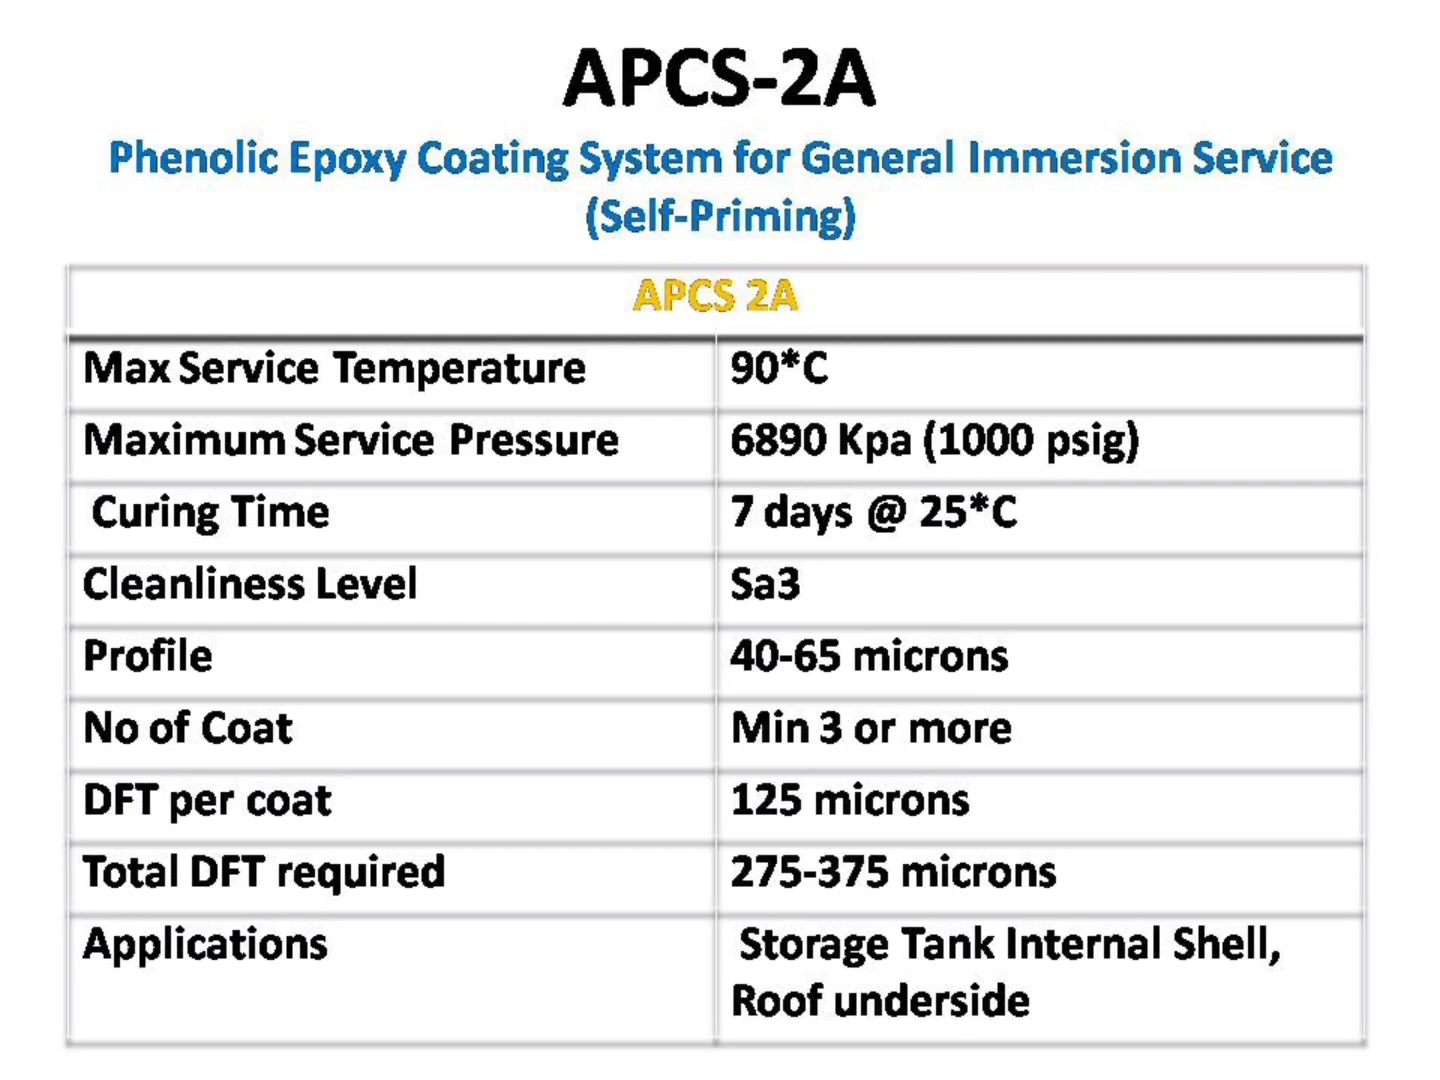 APCS-2A
Phenolic Epoxy Coating System for General Immersion Service
(Self-Priming)
APCS 2A
Max Service Temperature 90*C
Maximum Service Pressure 6890 Kpa (1000 psig)
Curing Time 7 days @ 25*C
Cleanliness Level Sa3
Profile 40-65 microns
No of Coat Min 3 or more
DFT per coat 125 microns
Total DFT required 275-375 microns
Applications Storage Tank Internal Shell,
Roof underside